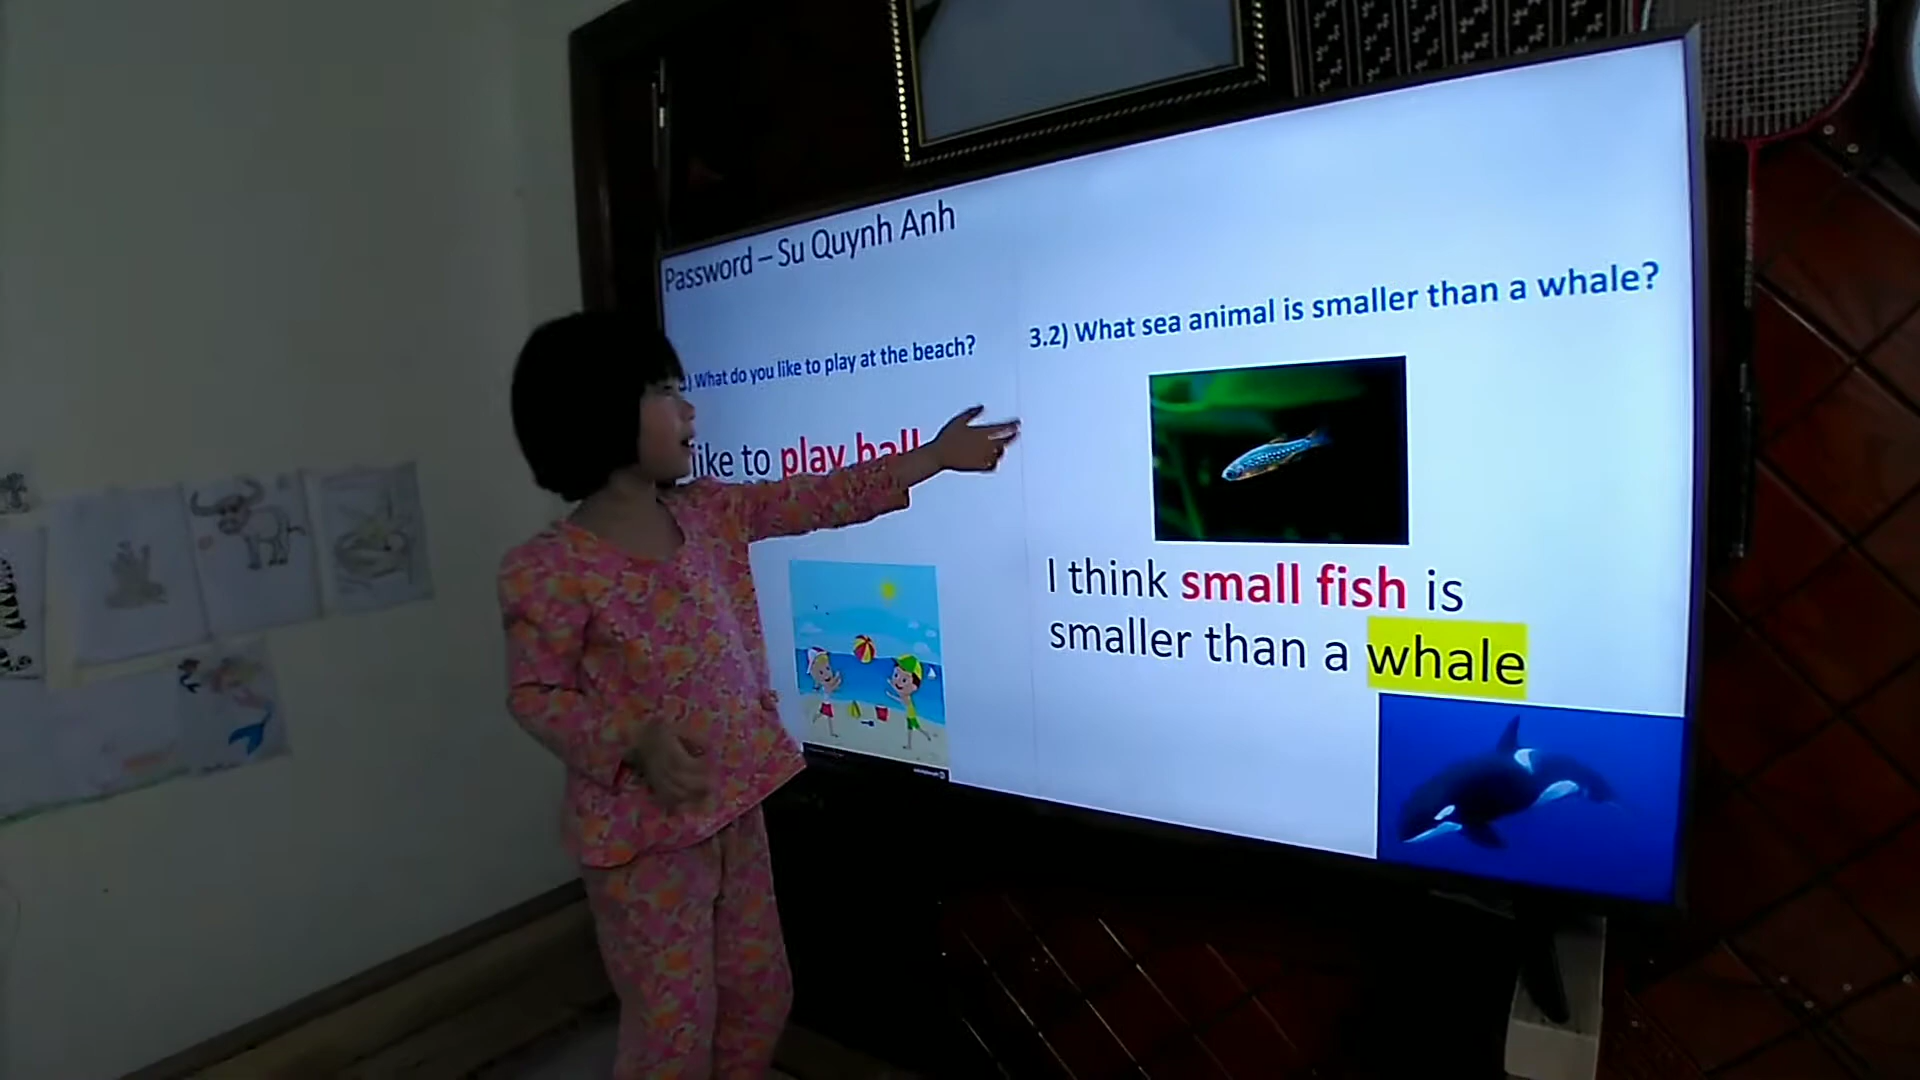 Password – Su Quynh Anh
What do you like to play at the beach?
like to play ball
3.2) What sea animal is smaller than a whale?
I think small fish is
smaller than a whale